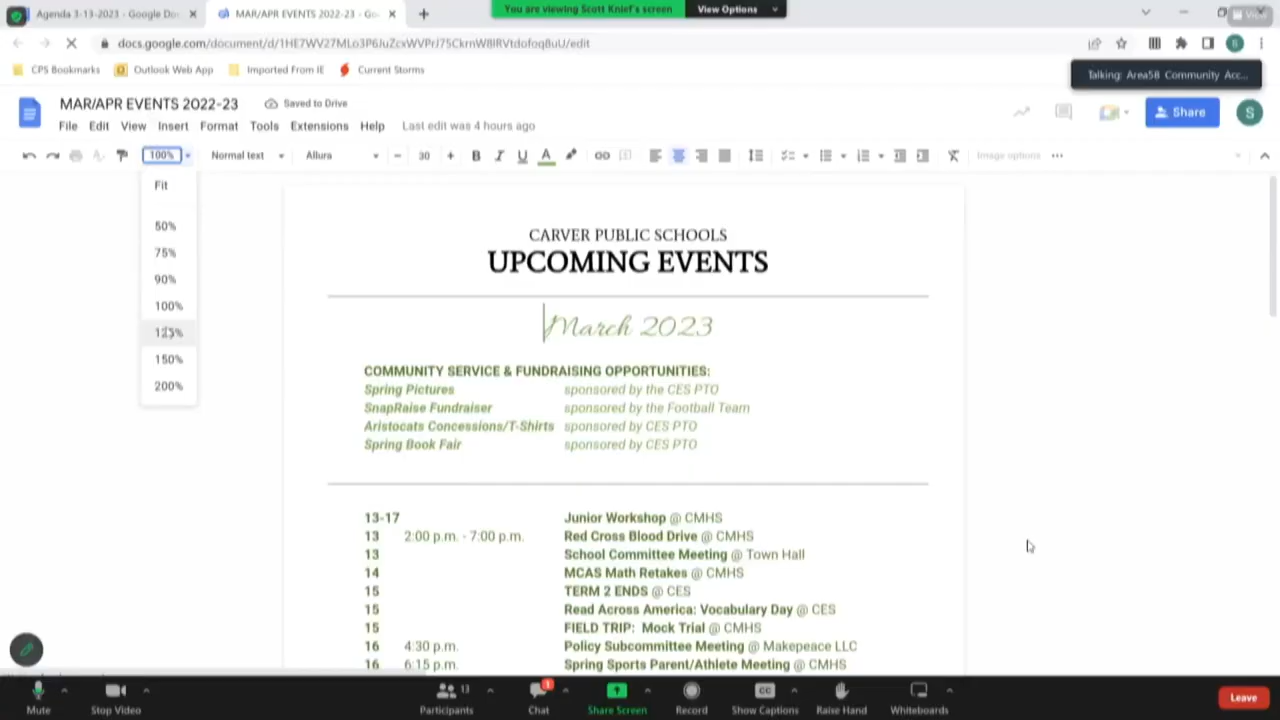 Agenda 3-13-2023 - Google Do
MAR/APR EVENTS 2022-23 - Go
You are viewing Scott Knief's screen
View Options
View
docs.google.com/document/d/
/edit
S
CPS Bookmarks
Outlook Web App
Imported From IE
Current Storms
Talking: Area58 Community Acc...
MAR/APR EVENTS 2022-23
Saved to Drive
Share
S
File Edit View Insert Format Tools Extensions Help Last edit was 4 hours ago
100% Normal text Allura 30 B I U A Image options
Fit
50%
75%
90%
100%
125%
150%
200%
CARVER PUBLIC SCHOOLS
UPCOMING EVENTS
March 2023
COMMUNITY SERVICE & FUNDRAISING OPPORTUNITIES:
Spring Pictures sponsored by the CES PTO
SnapRaise Fundraiser sponsored by the Football Team
Aristocats Concessions/T-Shirts sponsored by CES PTO
Spring Book Fair sponsored by CES PTO
13-17 Junior Workshop @ CMHS
13 2:00 p.m. - 7:00 p.m. Red Cross Blood Drive @ CMHS
13 School Committee Meeting @ Town Hall
14 MCAS Math Retakes @ CMHS
15 TERM 2 ENDS @ CES
15 Read Across America: Vocabulary Day @ CES
15 FIELD TRIP: Mock Trial @ CMHS
16 4:30 p.m. Policy Subcommittee Meeting @ Makepeace LLC
16 6:15 p.m. Spring Sports Parent/Athlete Meeting @ CMHS
13
1
CC
Mute Stop Video Participants Chat Share Screen Record Show Captions Raise Hand Whiteboards Leave